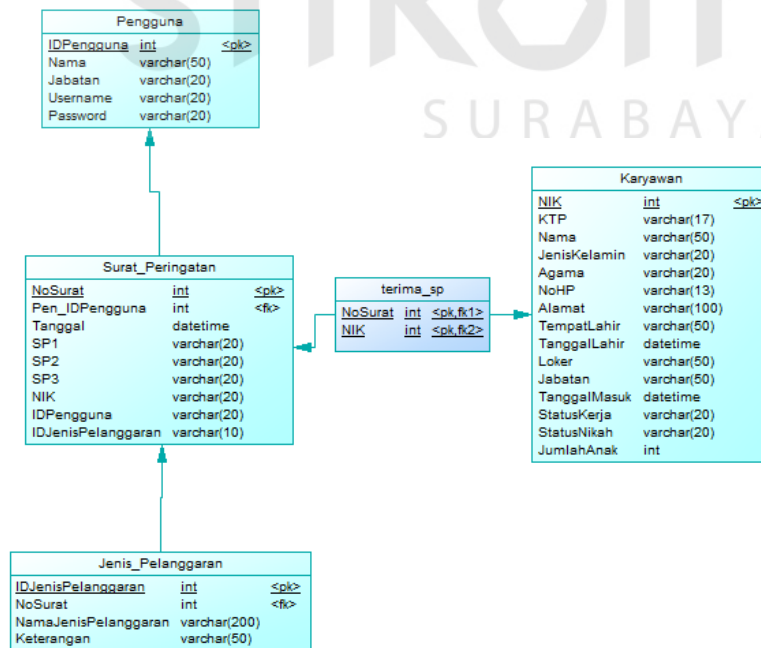 SURABAYA
Pengguna
IDPengguna int <pk>
Nama varchar(50)
Jabatan varchar(20)
Username varchar(20)
Password varchar(20)
Surat_Peringatan
NoSurat int <pk>
Pen_IDPengguna int <fk>
Tanggal datetime
SP1 varchar(20)
SP2 varchar(20)
SP3 varchar(20)
NIK varchar(20)
IDPengguna varchar(20)
IDJenisPelanggaran varchar(10)
terima_sp
NoSurat int <pk,fk1>
NIK int <pk,fk2>
Karyawan
NIK int <pk>
KTP varchar(17)
Nama varchar(50)
JenisKelamin varchar(20)
Agama varchar(20)
NoHP varchar(13)
Alamat varchar(100)
TempatLahir varchar(50)
TanggalLahir datetime
Loker varchar(50)
Jabatan varchar(50)
TanggalMasuk datetime
StatusKerja varchar(20)
StatusNikah varchar(20)
JumlahAnak int
Jenis_Pelanggaran
IDJenisPelanggaran int <pk>
NoSurat int <fk>
NamaJenisPelanggaran varchar(200)
Keterangan varchar(50)